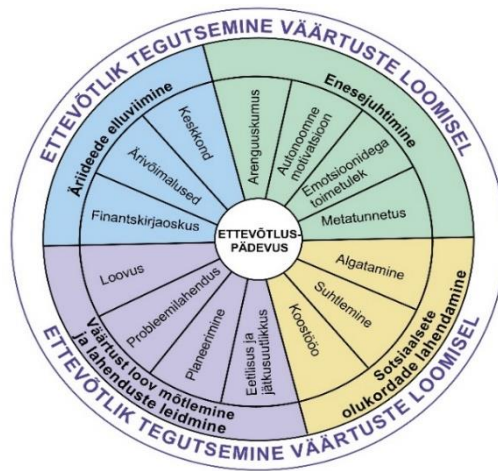 ETTEVÕTLIK TEGUTSEMINE VÄÄRTUSTE LOOMISEL
Äriideede elluviimine
Keskkond
Ärivõimalused
Finantskirjaoskus
Enesejuhtimine
Arenguuskumus
Autonoomne
motivatsioon
Emotsioonidega
toimetulek
Metatunnetus
ETTEVÕTLUS-
PÄDEVUS
Algatamine
Suhtlemine
Koostöö
Sotsiaalsete
olukordade lahendamine
Loovus
Probleemilahendus
Planeerimine
Eetilisus ja
jätkusuutlikkus
Väärtust loov mõtlemine
ja lahenduste leidmine
ETTEVÕTLIK TEGUTSEMINE VÄÄRTUSTE LOOMISEL